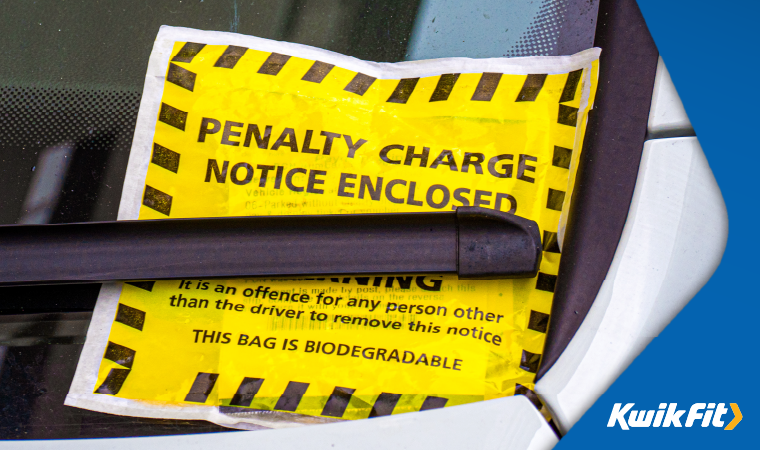 PENALTY CHARGE
NOTICE ENCLOSED
WARNING
It is an offence for any person other
than the driver to remove this notice
THIS BAG IS BIODEGRADABLE
KwikFit